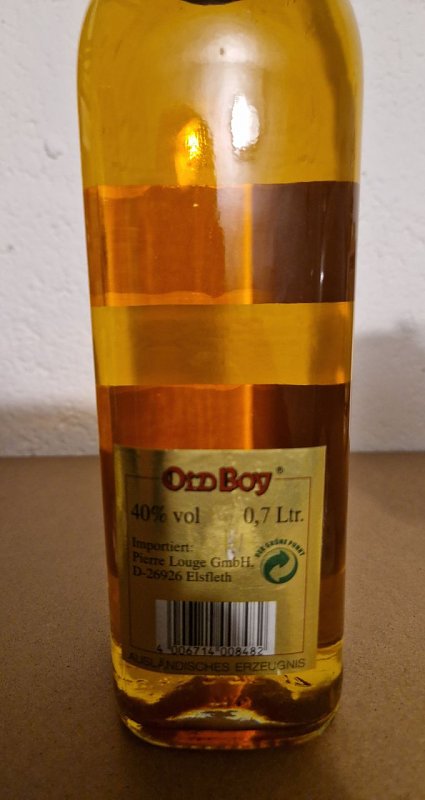 Old Boy®
40% vol 0,7 Ltr.
Importiert:
Pierre Louge GmbH,
D-26926 Elsfleth
DER GRÜNE PUNKT
4 006714 008482
AUSLÄNDISCHES ERZEUGNIS